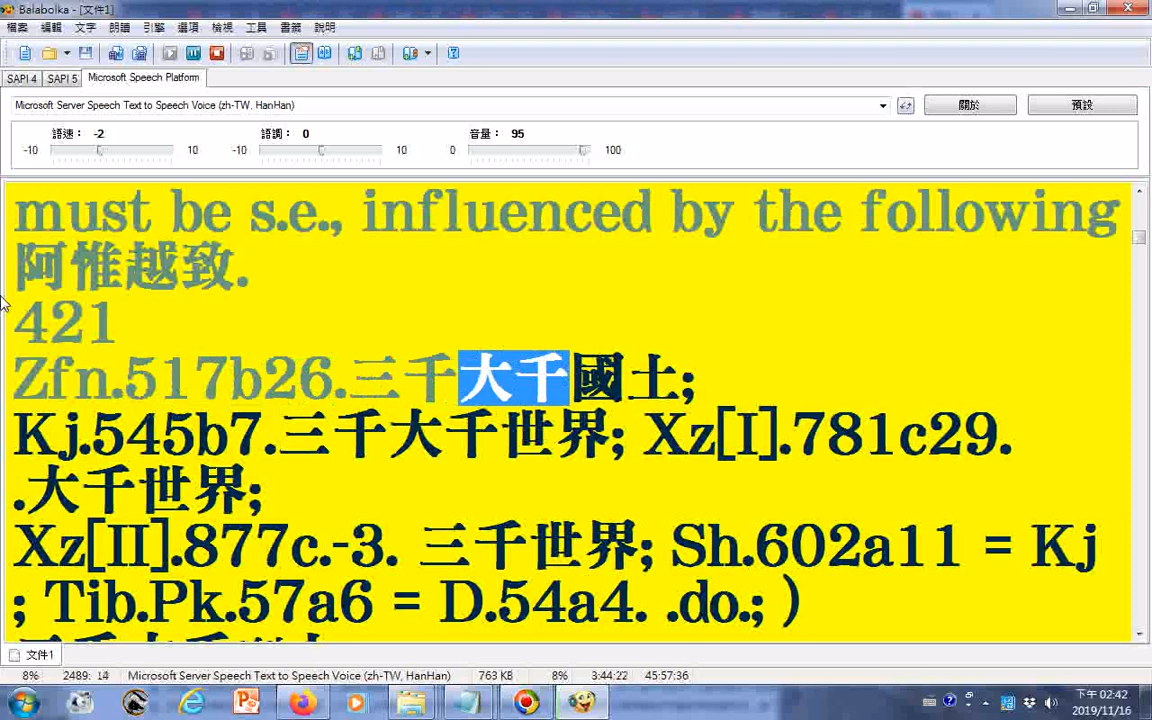 Balabolka - [文件1]
檔案 編輯 文字 朗讀 引擎 選項 檢視 工具 書籤 說明
SAPI 4 SAPI 5 Microsoft Speech Platform
Microsoft Server Speech Text to Speech Voice (zh-TW, HanHan) 關於 預設
語速： -2 語調： 0 音量： 95
-10 10 -10 10 0 100
must be s.e., influenced by the following
阿惟越致.
421
Zfn.517b26.三千大千國土;
Kj.545b7.三千大千世界; Xz[I].781c29.
.大千世界;
Xz[II].877c.-3. 三千世界; Sh.602a11 = Kj
; Tib.Pk.57a6 = D.54a4. .do.; )
文件1
8% 2489: 14 Microsoft Server Speech Text to Speech Voice (zh-TW, HanHan) 763 KB 8% 3:44:22 45:57:36
下午 02:42
2019/11/16